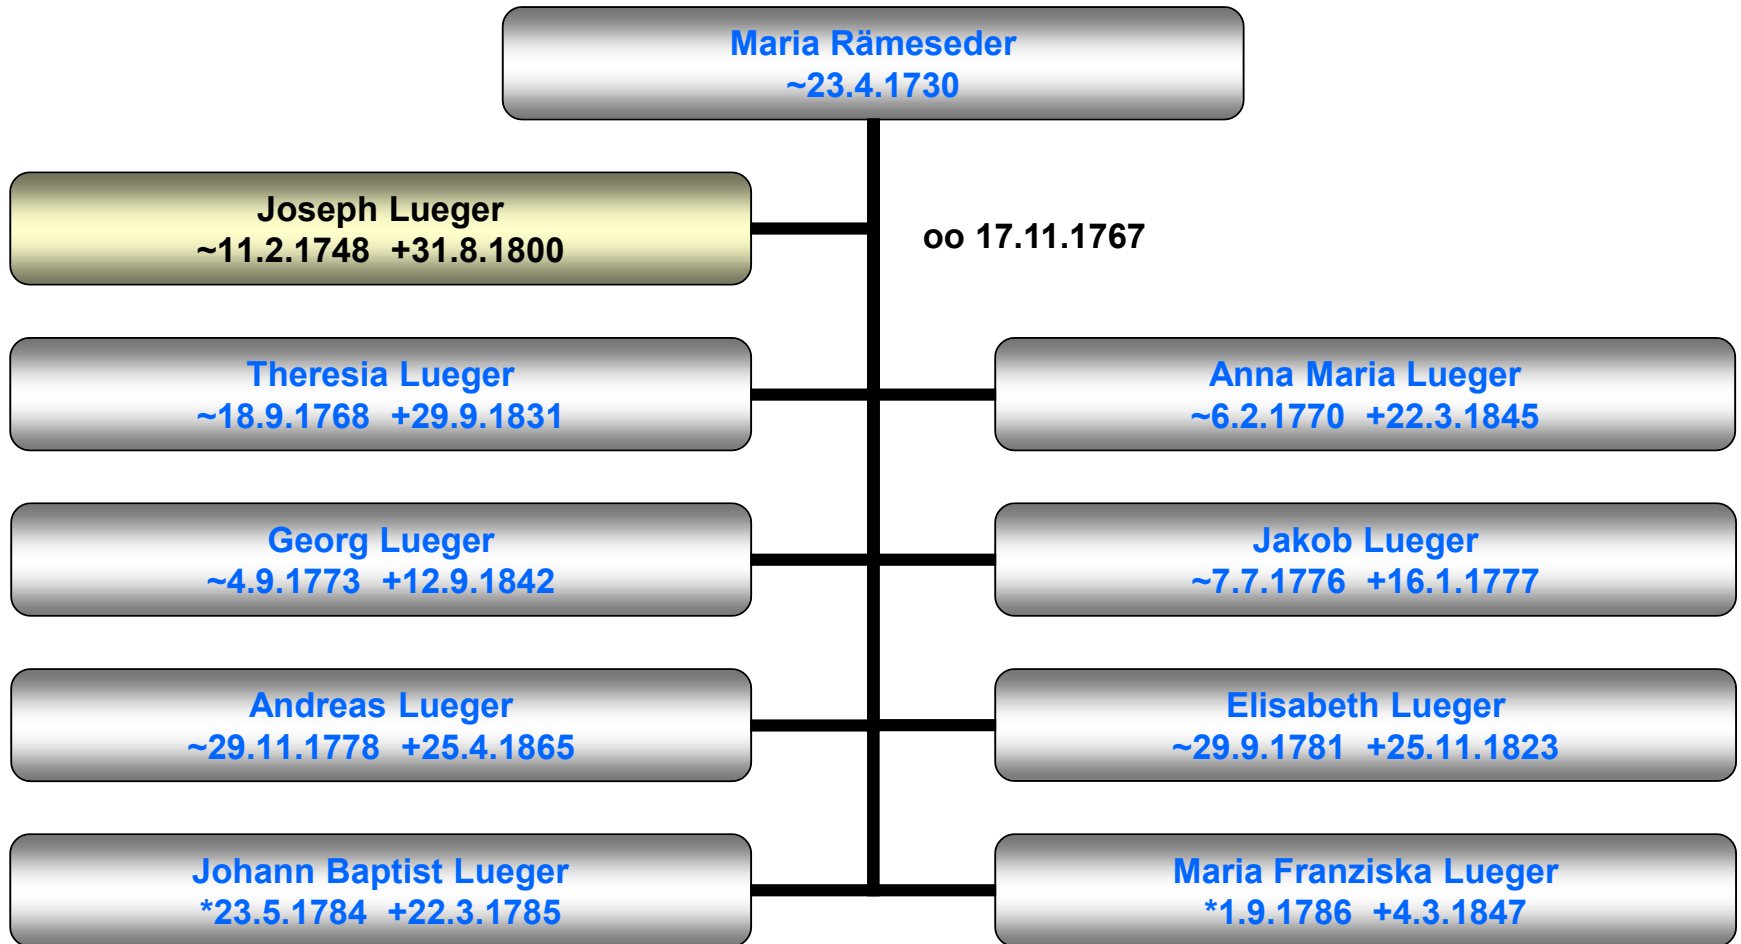 Maria Rämeseder
~23.4.1730
Joseph Lueger
~11.2.1748 +31.8.1800
oo 17.11.1767
Theresia Lueger
~18.9.1768 +29.9.1831
Anna Maria Lueger
~6.2.1770 +22.3.1845
Georg Lueger
~4.9.1773 +12.9.1842
Jakob Lueger
~7.7.1776 +16.1.1777
Andreas Lueger
~29.11.1778 +25.4.1865
Elisabeth Lueger
~29.9.1781 +25.11.1823
Johann Baptist Lueger
*23.5.1784 +22.3.1785
Maria Franziska Lueger
*1.9.1786 +4.3.1847